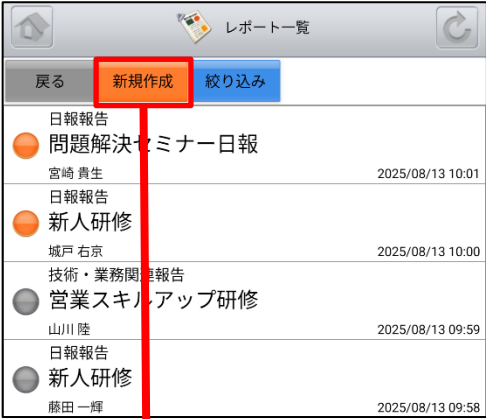 レポート一覧
戻る 新規作成 絞り込み
日報報告
問題解決セミナー日報
宮崎 貴生 2025/08/13 10:01
日報報告
新人研修
城戸 右京 2025/08/13 10:00
技術・業務関連報告
営業スキルアップ研修
山川 陸 2025/08/13 09:59
日報報告
新人研修
藤田 一輝 2025/08/13 09:58